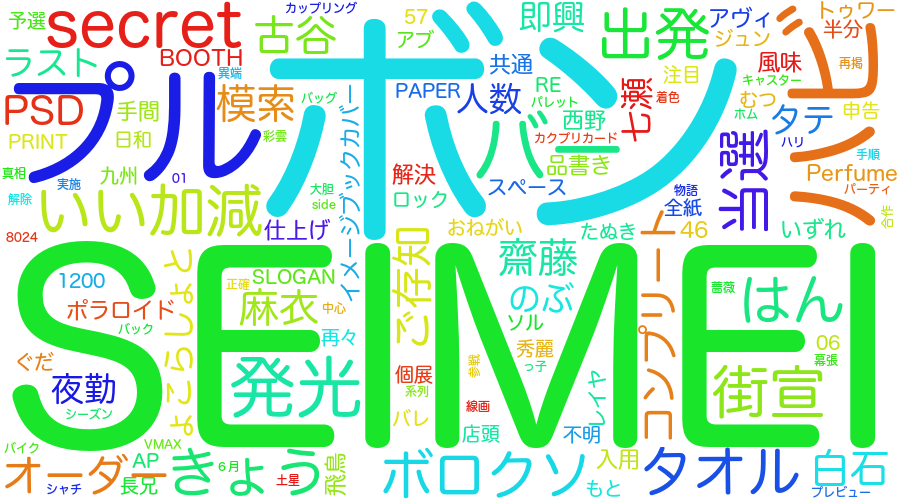 予選
secret
カップリング
57
即興
出発
アヴィ
トゥワー
古谷
アブ
ジュン
半分
ラスト
BOOTH
異端
ボン
共通
RE
注目
風味
再掲
プル
PSD
手間
模索
バッグ
PAPER
人数
パレット
七瀬
着色
キャスター
むつ
申告
PRINT
日和
彩雲
イメージブックカバー
バー
西野
カクプリカード
ホム
タテ
ハリ
真相
九州
01
解決
品書き
当選
手順
実施
解除
いい加減
大胆
side
ロック
スペース
物語
全紙
Perfume
パーティ
8024
仕上げ
ご存知
おねがい
たぬき
46
いずれ
合作
SEIMEI
1200
SLOGAN
齋藤
コンプリート
薔薇
はん
よこらしょと
正確
麻衣
中心
のぶ
ポラロイド
バック
再々
ソル
06
ぐだ
秀麗
っ子
幕張
夜勤
発光
個展
系列
参戦
レイヤ
街宣
シーズン
バレ
線画
店頭
不明
バイク
VMAX
オーダー
AP
きょう
6月
飛鳥
ボロクソ
入用
タオル
白石
シャチ
長兄
土星
もと
プレビュー